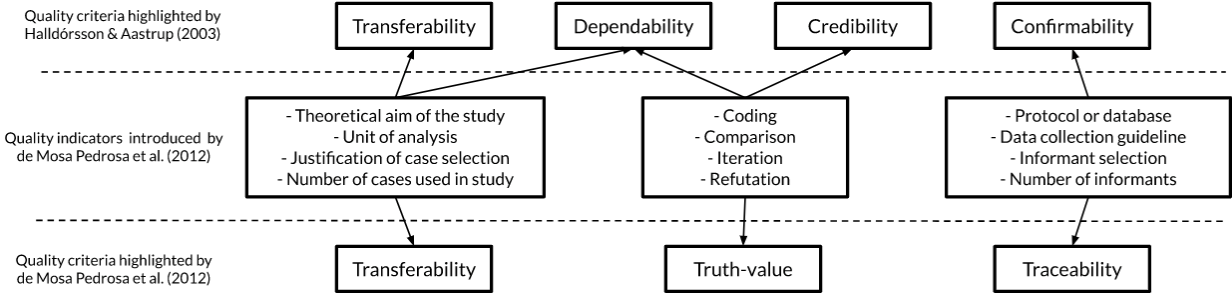 Quality criteria highlighted by
Halldórsson & Aastrup (2003)
Transferability
Dependability
Credibility
Confirmability
Quality indicators introduced by
de Mosa Pedrosa et al. (2012)
- Theoretical aim of the study
- Unit of analysis
- Justification of case selection
- Number of cases used in study
- Coding
- Comparison
- Iteration
- Refutation
- Protocol or database
- Data collection guideline
- Informant selection
- Number of informants
Quality criteria highlighted by
de Mosa Pedrosa et al. (2012)
Transferability
Truth-value
Traceability